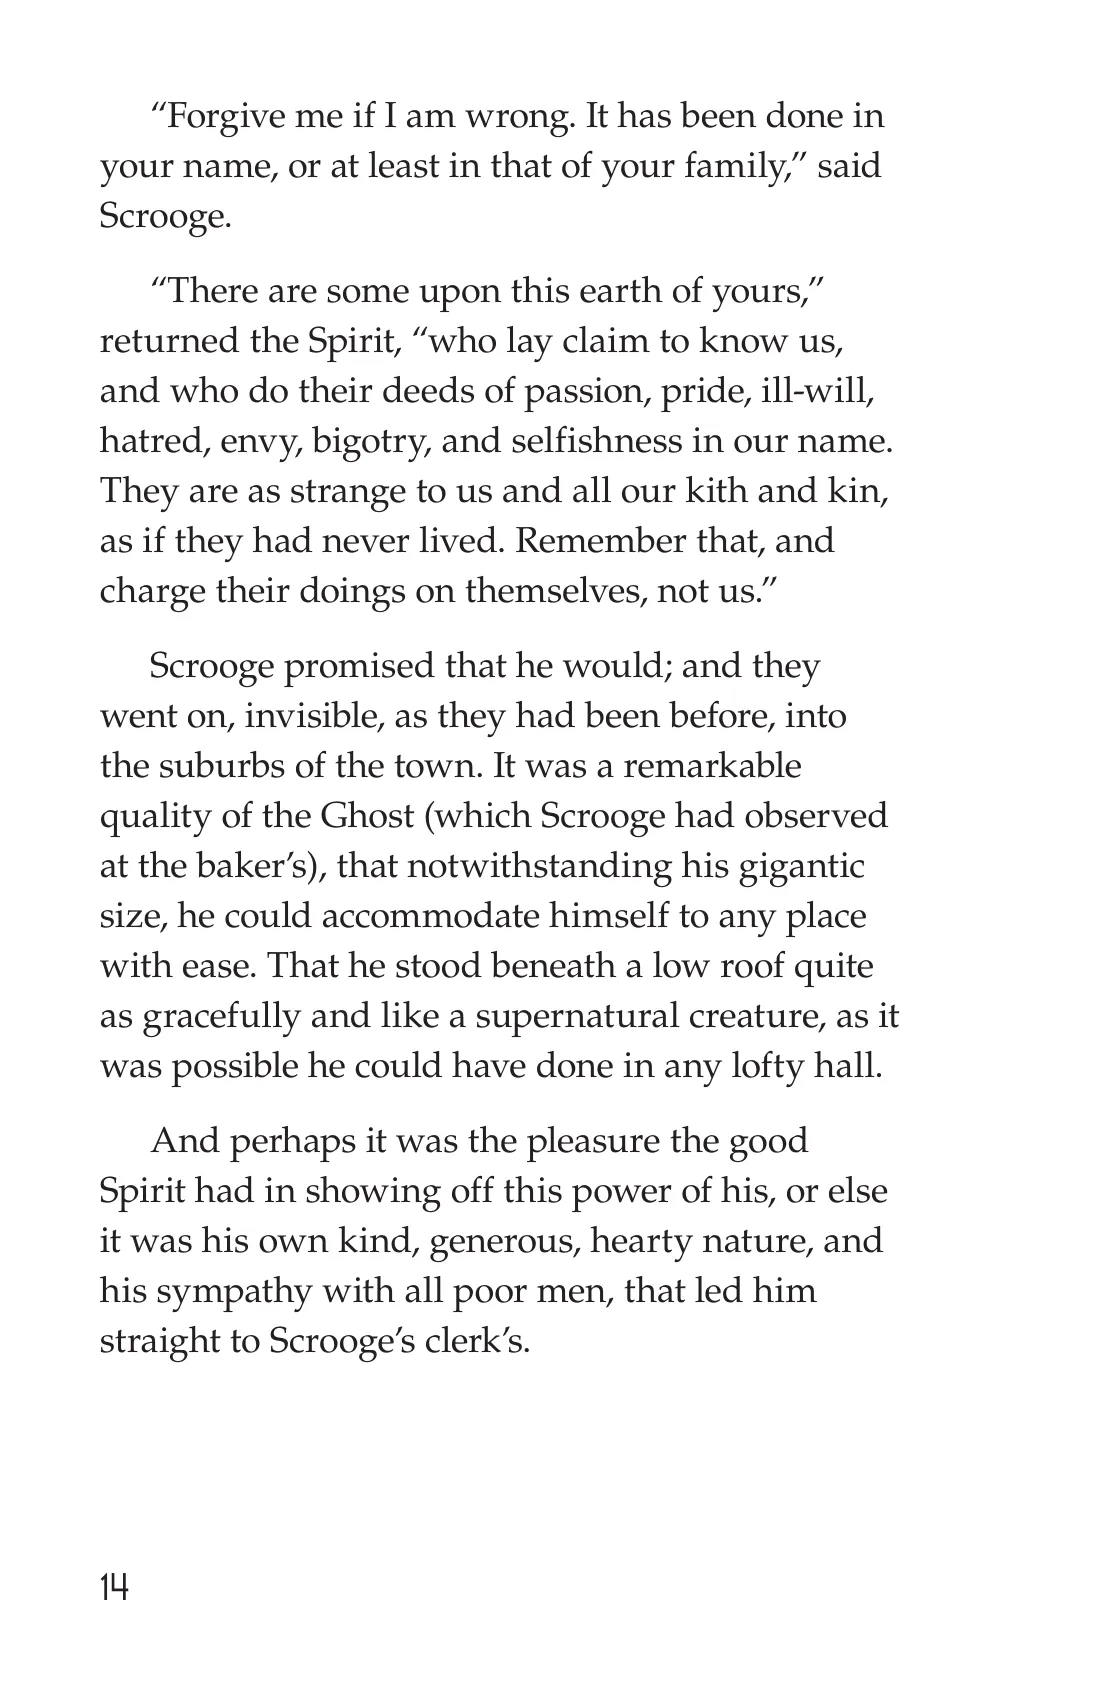 “Forgive me if I am wrong. It has been done in
your name, or at least in that of your family,” said
Scrooge.
“There are some upon this earth of yours,”
returned the Spirit, “who lay claim to know us,
and who do their deeds of passion, pride, ill-will,
hatred, envy, bigotry, and selfishness in our name.
They are as strange to us and all our kith and kin,
as if they had never lived. Remember that, and
charge their doings on themselves, not us.”
Scrooge promised that he would; and they
went on, invisible, as they had been before, into
the suburbs of the town. It was a remarkable
quality of the Ghost (which Scrooge had observed
at the baker’s), that notwithstanding his gigantic
size, he could accommodate himself to any place
with ease. That he stood beneath a low roof quite
as gracefully and like a supernatural creature, as it
was possible he could have done in any lofty hall.
And perhaps it was the pleasure the good
Spirit had in showing off this power of his, or else
it was his own kind, generous, hearty nature, and
his sympathy with all poor men, that led him
straight to Scrooge’s clerk’s.
14